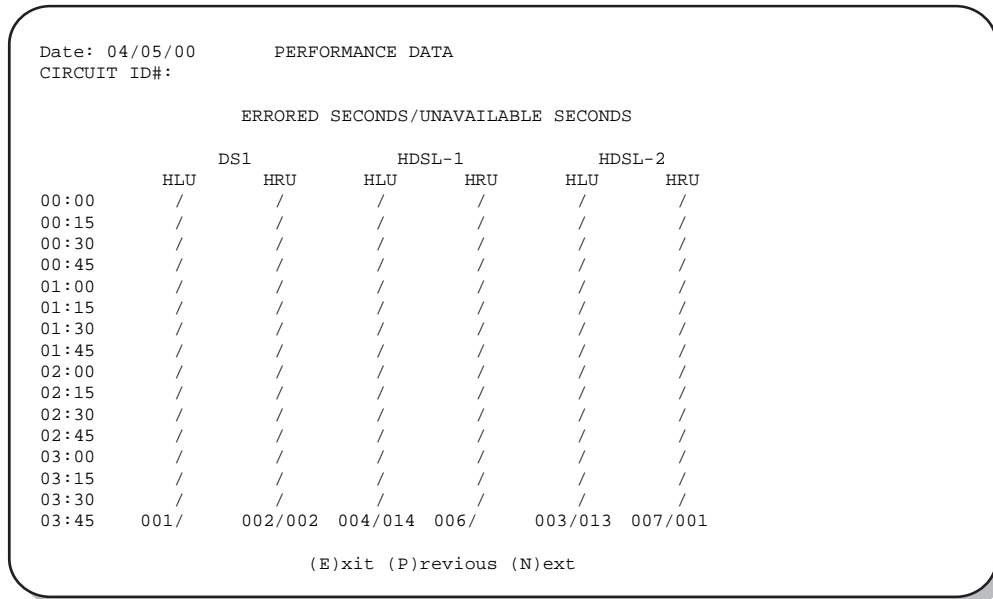 Date: 04/05/00 PERFORMANCE DATA
CIRCUIT ID#:
ERRORED SECONDS/UNAVAILABLE SECONDS
DS1 HDSL-1 HDSL-2
HLU HRU HLU HRU HLU HRU
00:00 / / / / / /
00:15 / / / / / /
00:30 / / / / / /
00:45 / / / / / /
01:00 / / / / / /
01:15 / / / / / /
01:30 / / / / / /
01:45 / / / / / /
02:00 / / / / / /
02:15 / / / / / /
02:30 / / / / / /
02:45 / / / / / /
03:00 / / / / / /
03:15 / / / / / /
03:30 / / / / / /
03:45 001/ 002/002 004/014 006/ 003/013 007/001
(E)xit (P)revious (N)ext